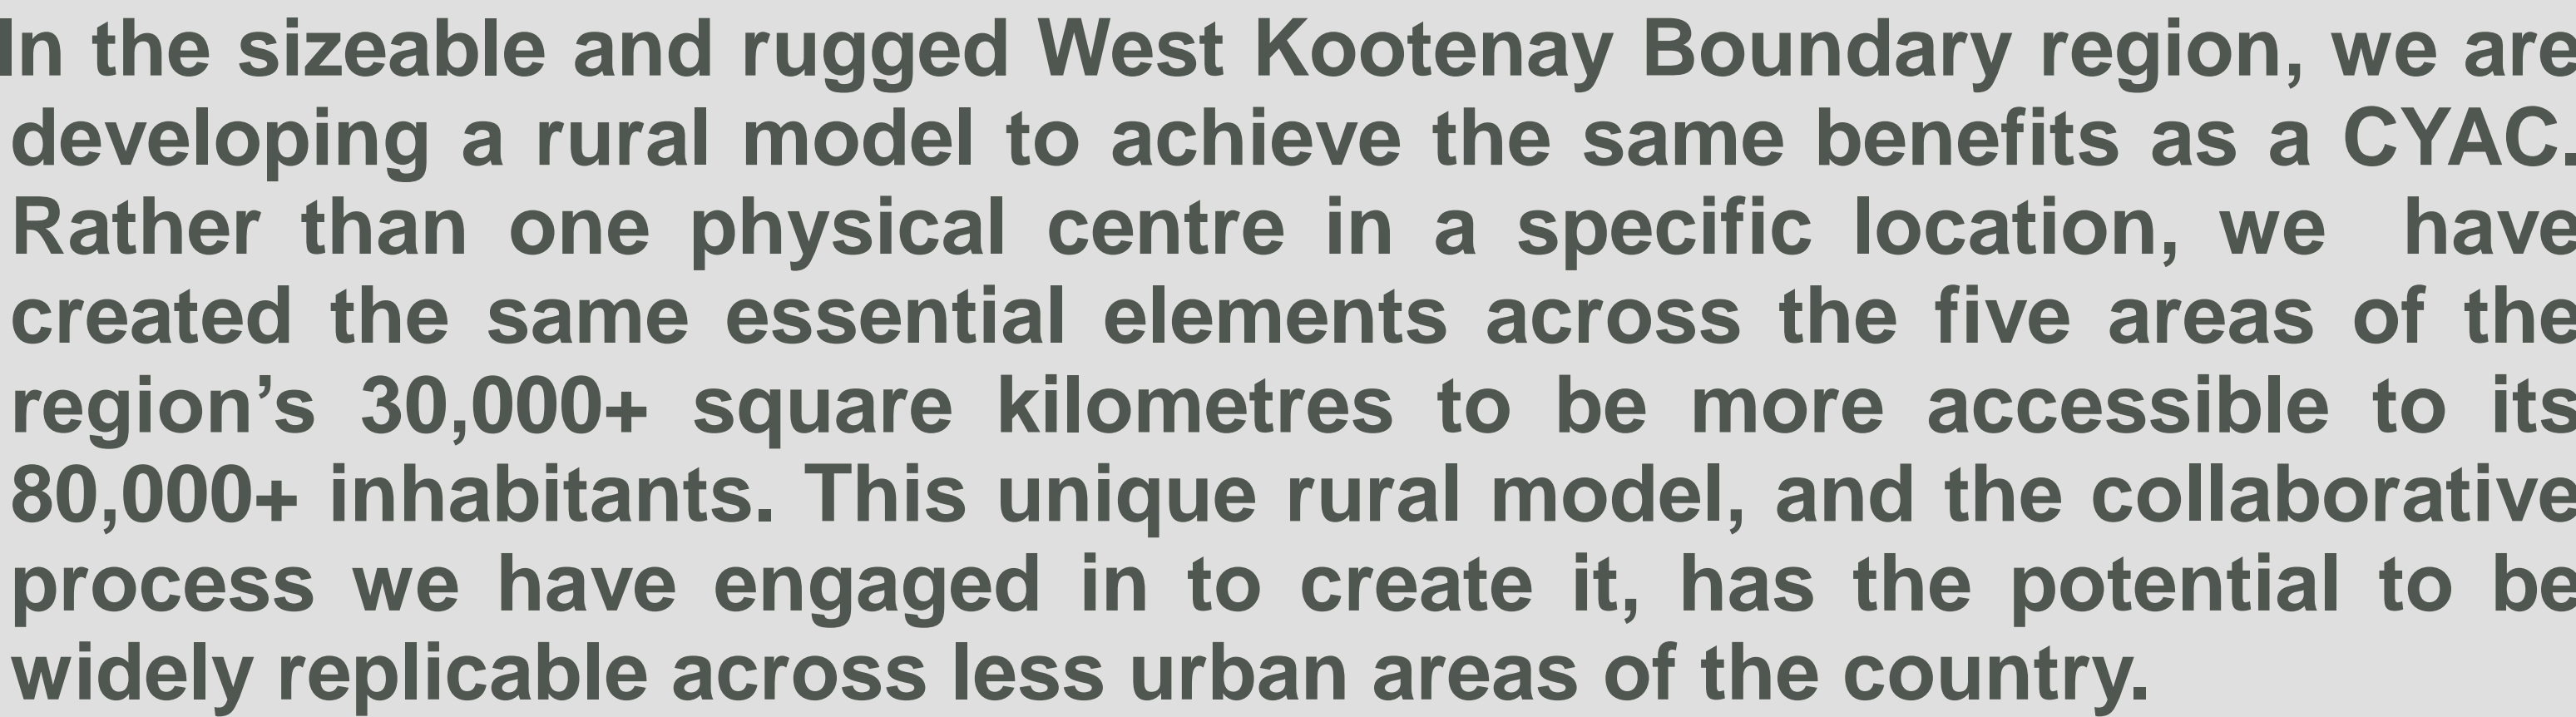 In the sizeable and rugged West Kootenay Boundary region, we are
developing a rural model to achieve the same benefits as a CYAC.
Rather than one physical centre in a specific location, we have
created the same essential elements across the five areas of the
region’s 30,000+ square kilometres to be more accessible to its
80,000+ inhabitants. This unique rural model, and the collaborative
process we have engaged in to create it, has the potential to be
widely replicable across less urban areas of the country.